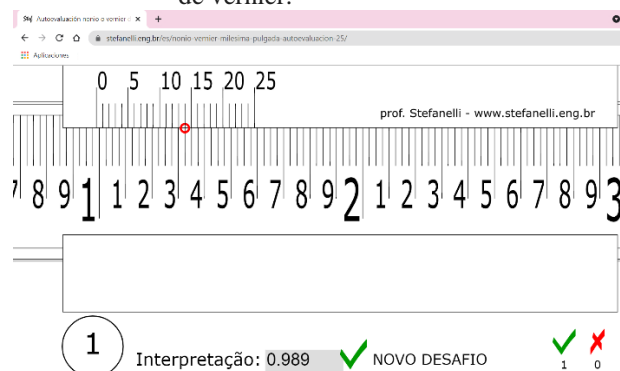 de vernier.
Autoevaluación nonio o vernier
stefanelli.eng.br/es/nonio-vernier-milesima-pulgada-autoevaluacion-25/
Aplicaciones
0 5 10 15 20 25
prof. Stefanelli - www.stefanelli.eng.br
7 8 9 1 1 2 3 4 5 6 7 8 9 2 1 2 3 4 5 6 7 8 9 3
1
Interpretação: 0.989 NOVO DESAFIO
1 0